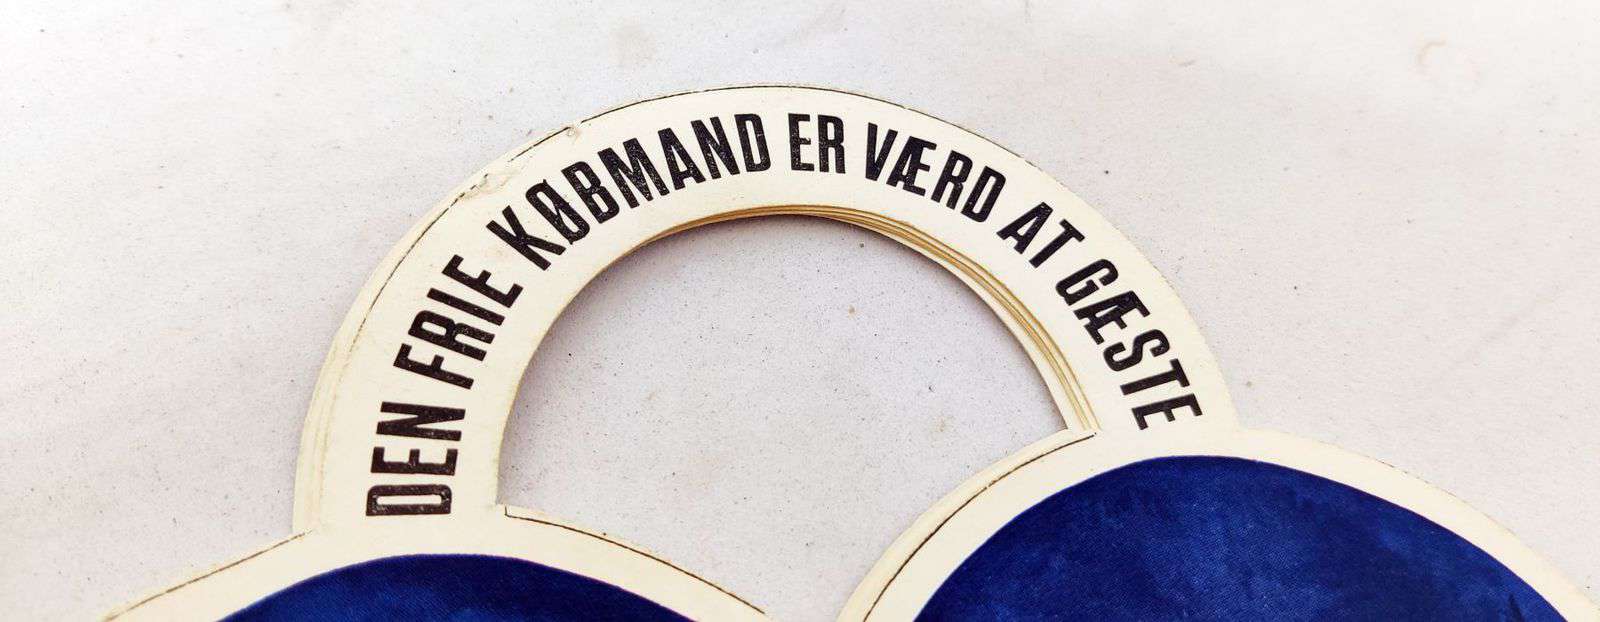 DEN FRIE KØBMAND ER VÆRD AT GÆSTE